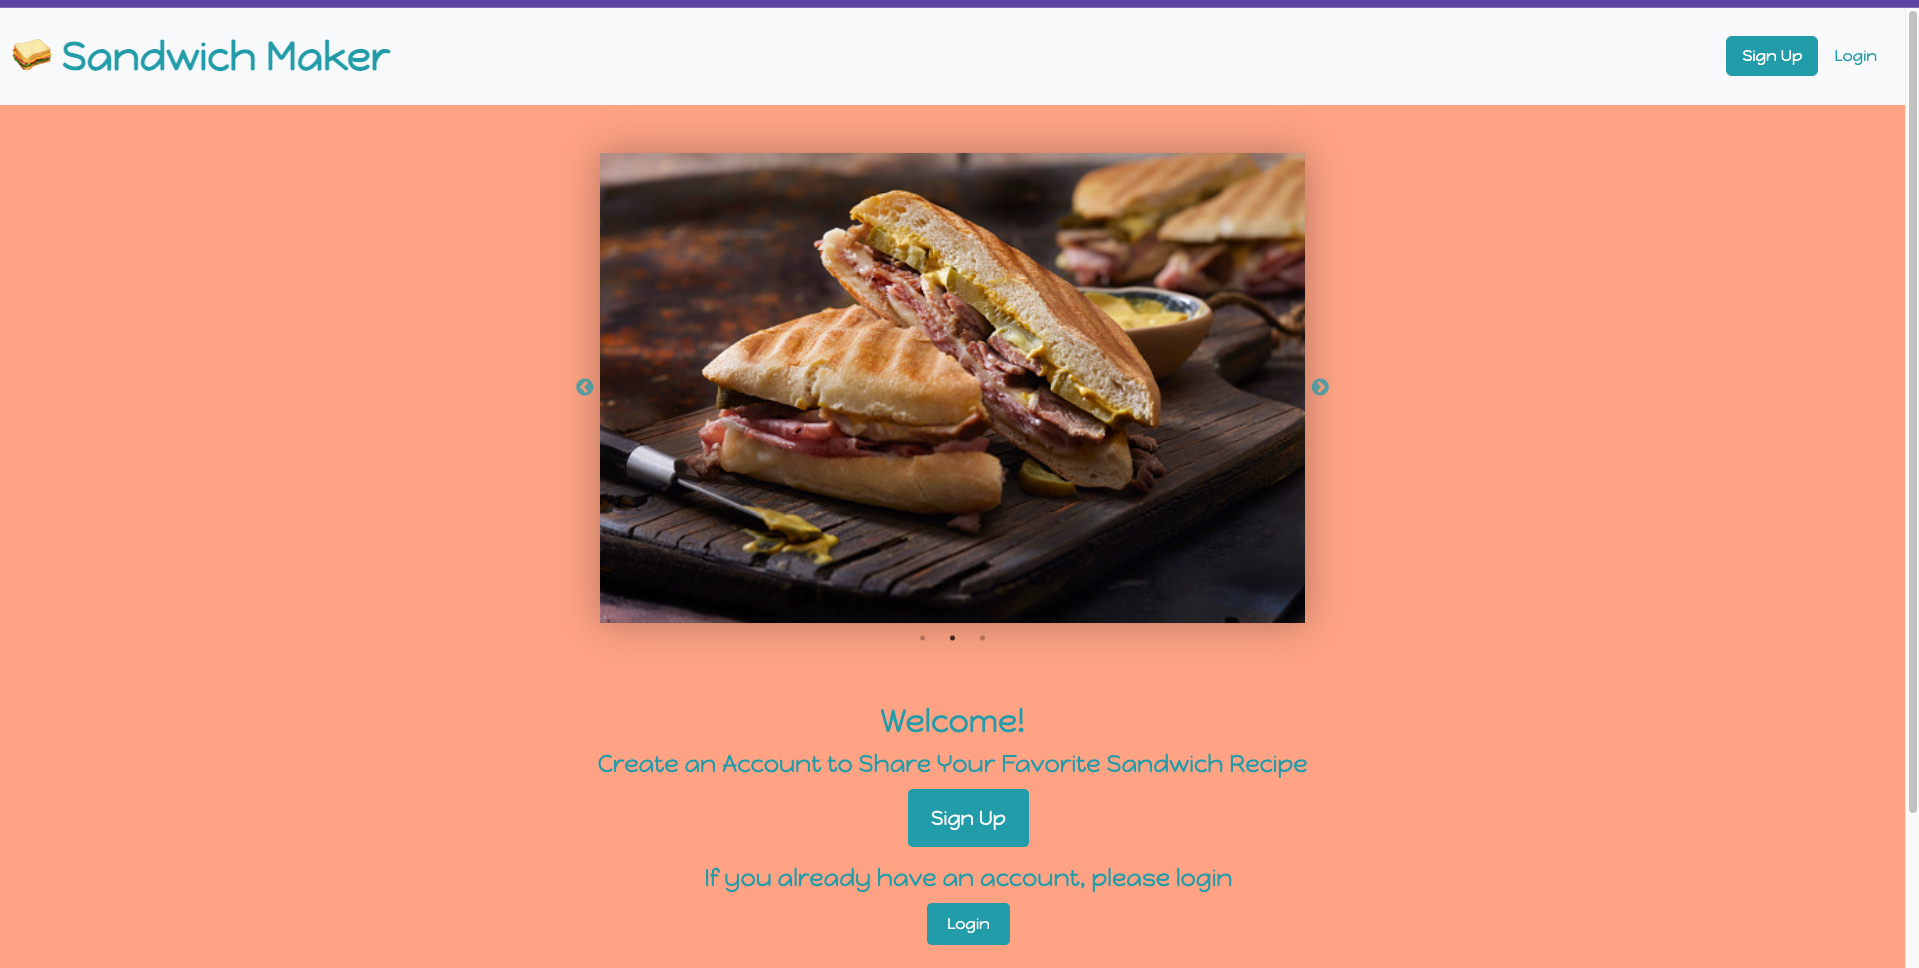 Sandwich Maker
Sign Up
Login
Welcome!
Create an Account to Share Your Favorite Sandwich Recipe
Sign Up
If you already have an account, please login
Login